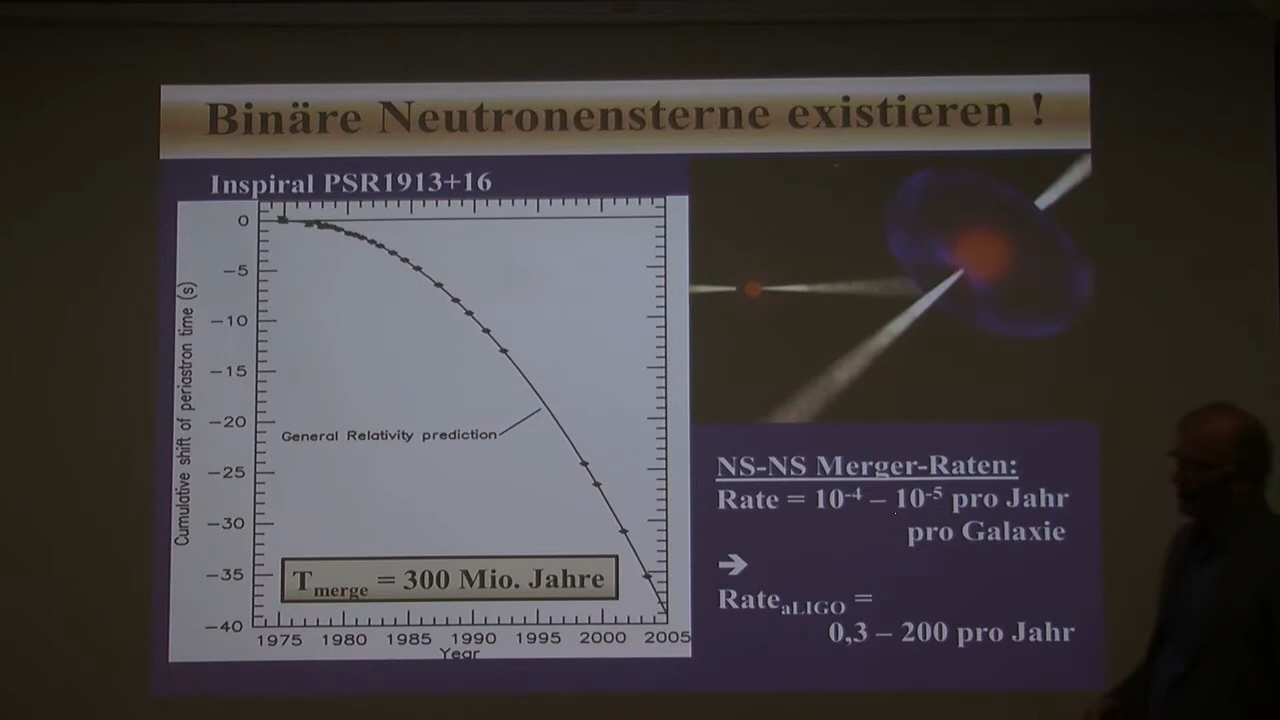 Binäre Neutronensterne existieren !
Inspiral PSR1913+16
0
−5
−10
−15
−20
−25
−30
−35
−40
Cumulative shift of periastron time (s)
General Relativity prediction
T_merge = 300 Mio. Jahre
1975 1980 1985 1990 1995 2000 2005
Year
NS-NS Merger-Raten:
Rate = 10⁻⁴ – 10⁻⁵ pro Jahr
pro Galaxie
➔
Rate_aLIGO =
0,3 – 200 pro Jahr